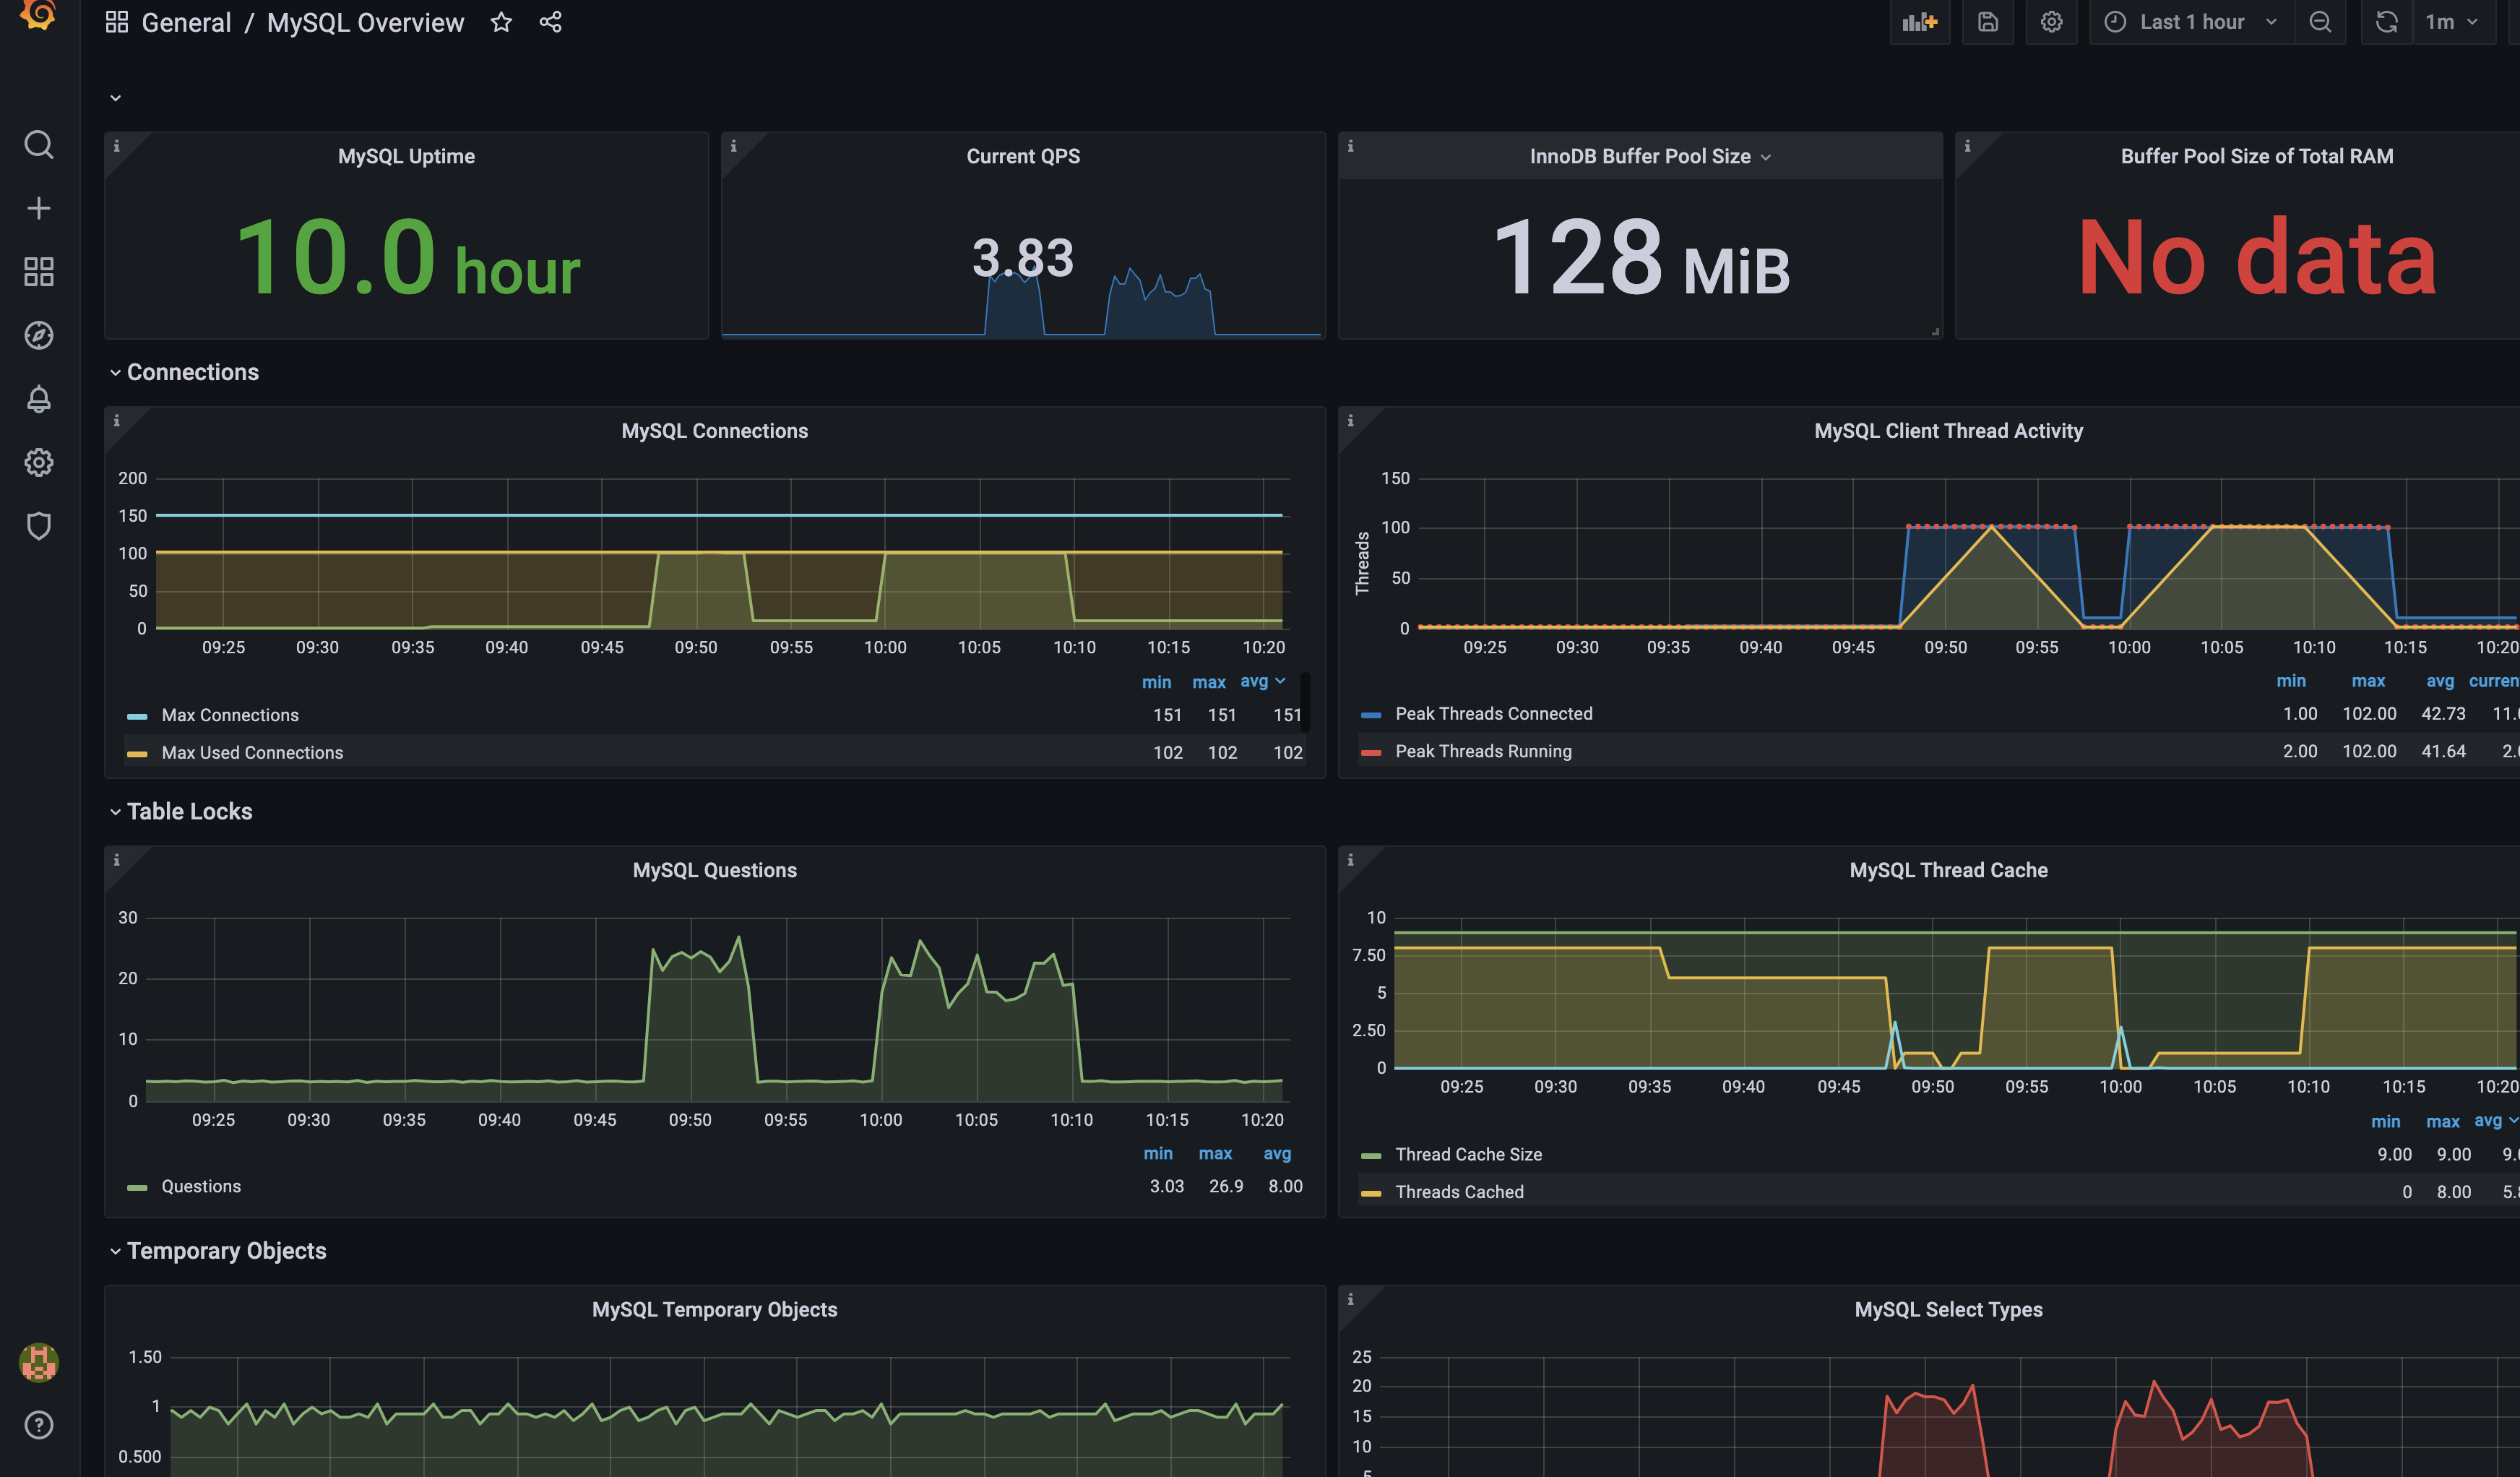 General / MySQL Overview
Last 1 hour
1m
MySQL Uptime
10.0 hour
Current QPS
3.83
InnoDB Buffer Pool Size
128 MiB
Buffer Pool Size of Total RAM
No data
Connections
MySQL Connections
200
150
100
50
0
09:25 09:30 09:35 09:40 09:45 09:50 09:55 10:00 10:05 10:10 10:15 10:20
min max avg
Max Connections 151 151 151
Max Used Connections 102 102 102
MySQL Client Thread Activity
Threads
150
100
50
0
09:25 09:30 09:35 09:40 09:45 09:50 09:55 10:00 10:05 10:10 10:15 10:20
min max avg curren
Peak Threads Connected 1.00 102.00 42.73 11.
Peak Threads Running 2.00 102.00 41.64 2.
Table Locks
MySQL Questions
30
20
10
0
09:25 09:30 09:35 09:40 09:45 09:50 09:55 10:00 10:05 10:10 10:15 10:20
min max avg
Questions 3.03 26.9 8.00
MySQL Thread Cache
10
7.50
5
2.50
0
09:25 09:30 09:35 09:40 09:45 09:50 09:55 10:00 10:05 10:10 10:15 10:20
min max avg
Thread Cache Size 9.00 9.00 9.
Threads Cached 0 8.00 5.
Temporary Objects
MySQL Temporary Objects
1.50
1
0.500
MySQL Select Types
25
20
15
10